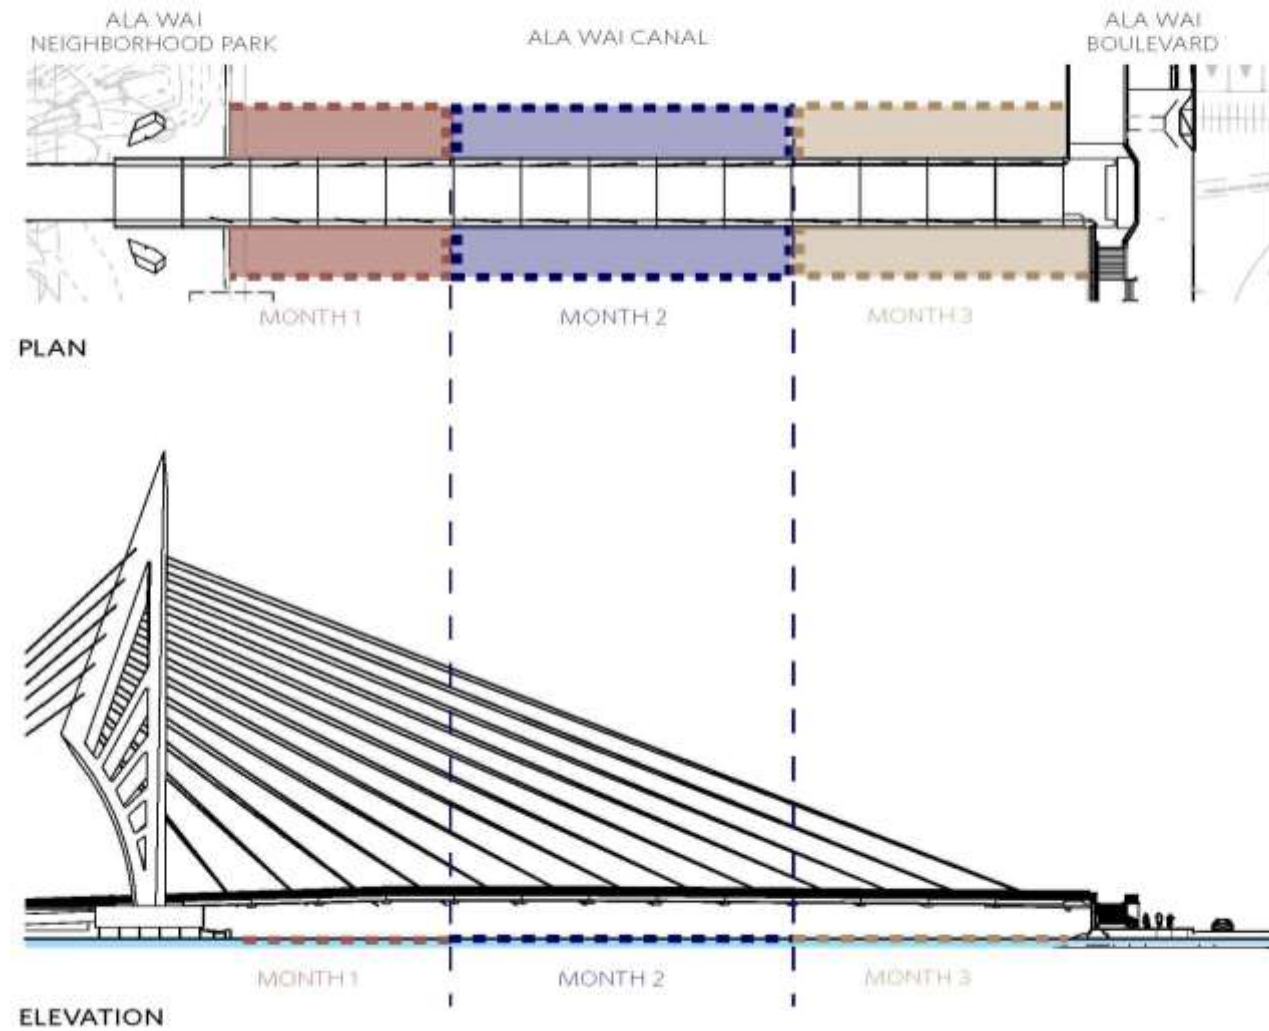 ALA WAI
NEIGHBORHOOD PARK
ALA WAI CANAL
ALA WAI
BOULEVARD
MONTH 1
MONTH 2
MONTH 3
PLAN
MONTH 1
MONTH 2
MONTH 3
ELEVATION